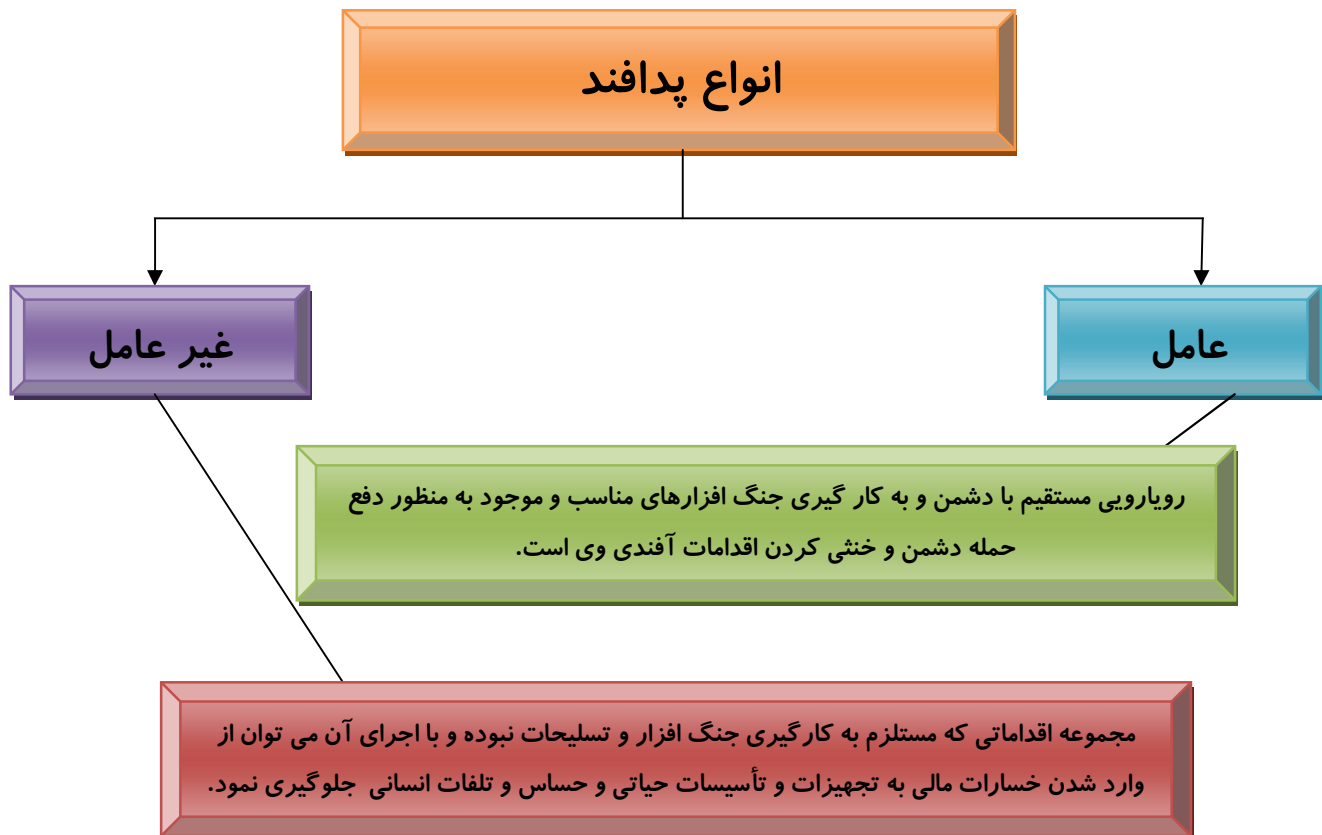 انواع پدافند
عامل
غیر عامل
رویارویی مستقیم با دشمن و به کار گیری جنگ افزارهای مناسب و موجود به منظور دفع
حمله دشمن و خنثی کردن اقدامات آفندی وی است.
مجموعه اقداماتی که مستلزم به کارگیری جنگ افزار و تسلیحات نبوده و با اجرای آن می توان از
وارد شدن خسارات مالی به تجهیزات و تأسیسات حیاتی و حساس و تلفات انسانی جلوگیری نمود.